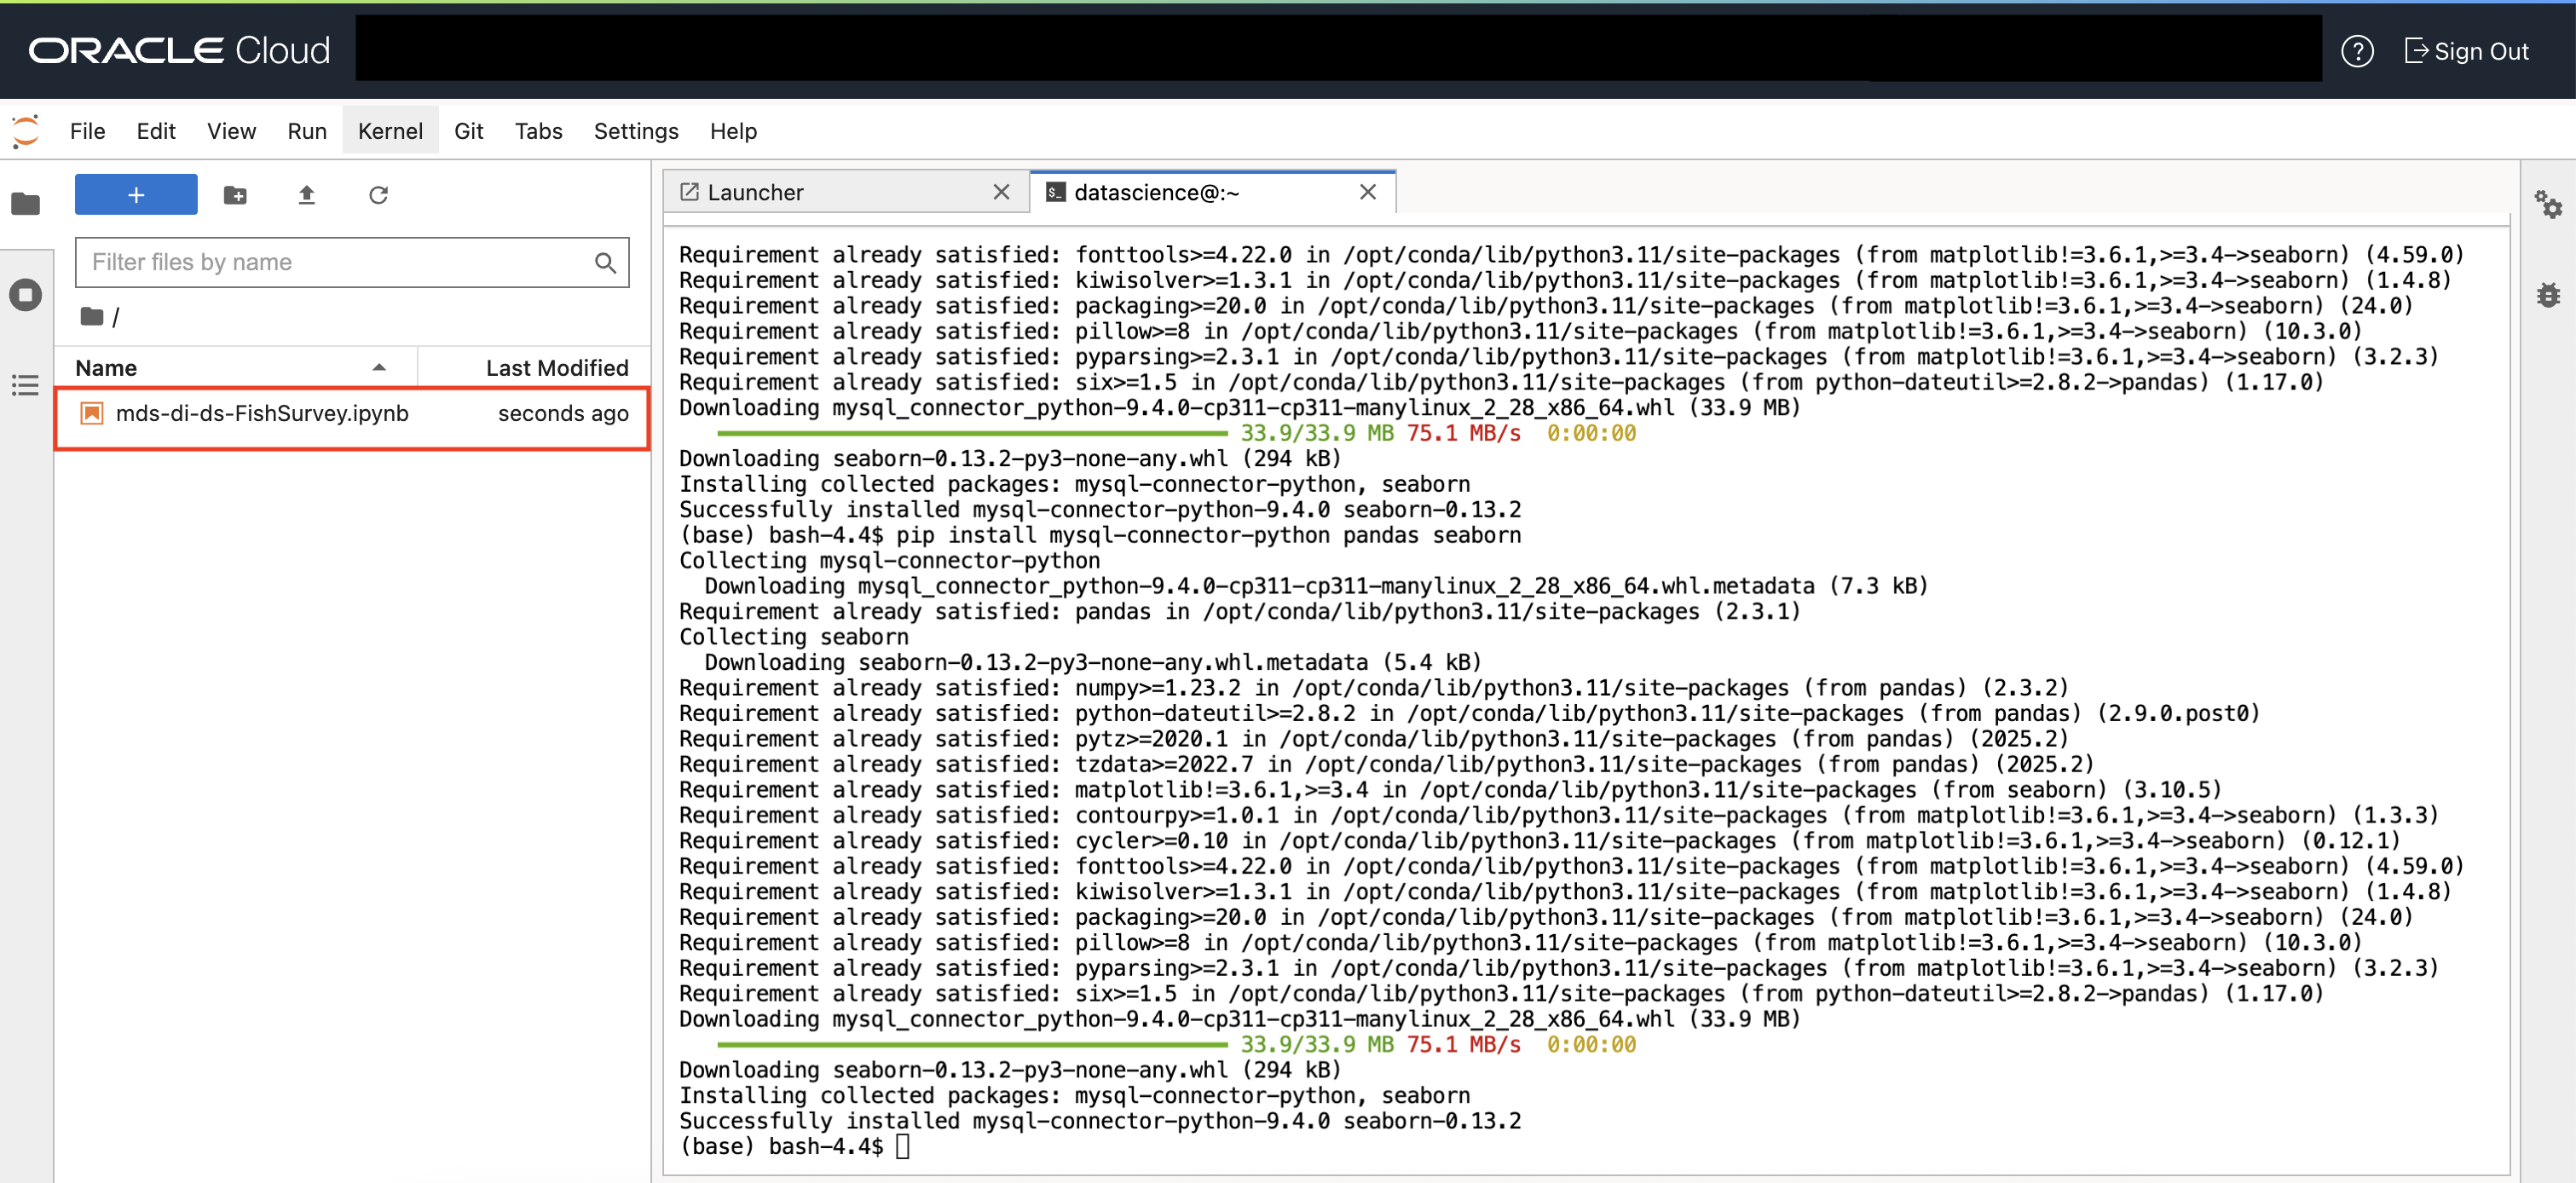 ORACLE Cloud
? Sign Out
File Edit View Run Kernel Git Tabs Settings Help
+
Launcher
datascience@:~
Filter files by name
/
Name Last Modified
mds-di-ds-FishSurvey.ipynb seconds ago
Requirement already satisfied: fonttools>=4.22.0 in /opt/conda/lib/python3.11/site-packages (from matplotlib!=3.6.1,>=3.4->seaborn) (4.59.0)
Requirement already satisfied: kiwisolver>=1.3.1 in /opt/conda/lib/python3.11/site-packages (from matplotlib!=3.6.1,>=3.4->seaborn) (1.4.8)
Requirement already satisfied: packaging>=20.0 in /opt/conda/lib/python3.11/site-packages (from matplotlib!=3.6.1,>=3.4->seaborn) (24.0)
Requirement already satisfied: pillow>=8 in /opt/conda/lib/python3.11/site-packages (from matplotlib!=3.6.1,>=3.4->seaborn) (10.3.0)
Requirement already satisfied: pyparsing>=2.3.1 in /opt/conda/lib/python3.11/site-packages (from matplotlib!=3.6.1,>=3.4->seaborn) (3.2.3)
Requirement already satisfied: six>=1.5 in /opt/conda/lib/python3.11/site-packages (from python-dateutil>=2.8.2->pandas) (1.17.0)
Downloading mysql_connector_python-9.4.0-cp311-cp311-manylinux_2_28_x86_64.whl (33.9 MB)
33.9/33.9 MB 75.1 MB/s 0:00:00
Downloading seaborn-0.13.2-py3-none-any.whl (294 kB)
Installing collected packages: mysql-connector-python, seaborn
Successfully installed mysql-connector-python-9.4.0 seaborn-0.13.2
(base) bash-4.4$ pip install mysql-connector-python pandas seaborn
Collecting mysql-connector-python
Downloading mysql_connector_python-9.4.0-cp311-cp311-manylinux_2_28_x86_64.whl.metadata (7.3 kB)
Requirement already satisfied: pandas in /opt/conda/lib/python3.11/site-packages (2.3.1)
Collecting seaborn
Downloading seaborn-0.13.2-py3-none-any.whl.metadata (5.4 kB)
Requirement already satisfied: numpy>=1.23.2 in /opt/conda/lib/python3.11/site-packages (from pandas) (2.3.2)
Requirement already satisfied: python-dateutil>=2.8.2 in /opt/conda/lib/python3.11/site-packages (from pandas) (2.9.0.post0)
Requirement already satisfied: pytz>=2020.1 in /opt/conda/lib/python3.11/site-packages (from pandas) (2025.2)
Requirement already satisfied: tzdata>=2022.7 in /opt/conda/lib/python3.11/site-packages (from pandas) (2025.2)
Requirement already satisfied: matplotlib!=3.6.1,>=3.4 in /opt/conda/lib/python3.11/site-packages (from seaborn) (3.10.5)
Requirement already satisfied: contourpy>=1.0.1 in /opt/conda/lib/python3.11/site-packages (from matplotlib!=3.6.1,>=3.4->seaborn) (1.3.3)
Requirement already satisfied: cycler>=0.10 in /opt/conda/lib/python3.11/site-packages (from matplotlib!=3.6.1,>=3.4->seaborn) (0.12.1)
Requirement already satisfied: fonttools>=4.22.0 in /opt/conda/lib/python3.11/site-packages (from matplotlib!=3.6.1,>=3.4->seaborn) (4.59.0)
Requirement already satisfied: kiwisolver>=1.3.1 in /opt/conda/lib/python3.11/site-packages (from matplotlib!=3.6.1,>=3.4->seaborn) (1.4.8)
Requirement already satisfied: packaging>=20.0 in /opt/conda/lib/python3.11/site-packages (from matplotlib!=3.6.1,>=3.4->seaborn) (24.0)
Requirement already satisfied: pillow>=8 in /opt/conda/lib/python3.11/site-packages (from matplotlib!=3.6.1,>=3.4->seaborn) (10.3.0)
Requirement already satisfied: pyparsing>=2.3.1 in /opt/conda/lib/python3.11/site-packages (from matplotlib!=3.6.1,>=3.4->seaborn) (3.2.3)
Requirement already satisfied: six>=1.5 in /opt/conda/lib/python3.11/site-packages (from python-dateutil>=2.8.2->pandas) (1.17.0)
Downloading mysql_connector_python-9.4.0-cp311-cp311-manylinux_2_28_x86_64.whl (33.9 MB)
33.9/33.9 MB 75.1 MB/s 0:00:00
Downloading seaborn-0.13.2-py3-none-any.whl (294 kB)
Installing collected packages: mysql-connector-python, seaborn
Successfully installed mysql-connector-python-9.4.0 seaborn-0.13.2
(base) bash-4.4$